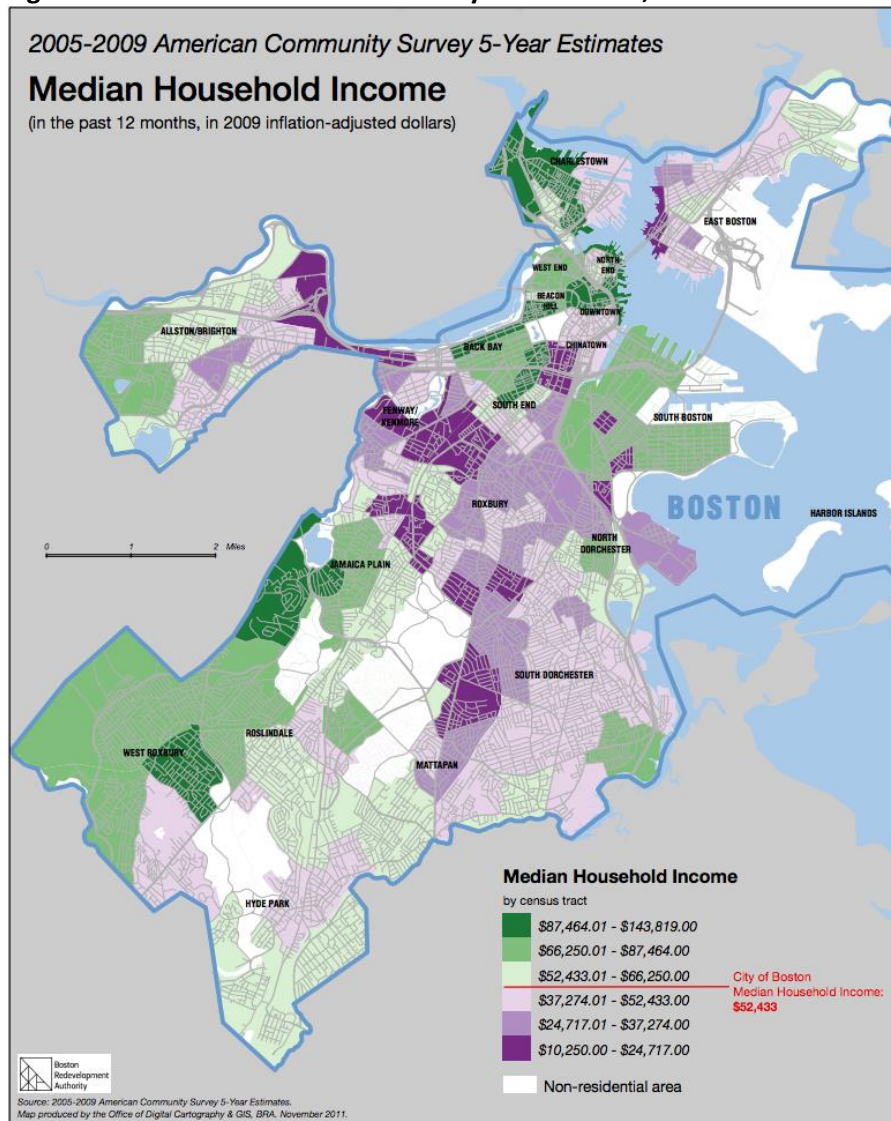 2005-2009 American Community Survey 5-Year Estimates
Median Household Income
(in the past 12 months, in 2009 inflation-adjusted dollars)
CHARLESTOWN
EAST BOSTON
WEST END
NORTH
END
BEACON
HILL
DOWNTOWN
ALLSTON/BRIGHTON
BACK BAY
CHINATOWN
SOUTH END
FENWAY/
KENMORE
SOUTH BOSTON
ROXBURY
BOSTON
HARBOR ISLANDS
NORTH
DORCHESTER
0 1 2 Miles
JAMAICA PLAIN
SOUTH DORCHESTER
WEST ROXBURY
ROSLINDALE
MATTAPAN
HYDE PARK
Median Household Income
by census tract
$87,464.01 - $143,819.00
$66,250.01 - $87,464.00
$52,433.01 - $66,250.00
$37,274.01 - $52,433.00
$24,717.01 - $37,274.00
$10,250.00 - $24,717.00
Non-residential area
City of Boston
Median Household Income:
$52,433
Boston
Redevelopment
Authority
Source: 2005-2009 American Community Survey 5-Year Estimates.
Map produced by the Office of Digital Cartography & GIS, BRA. November 2011.